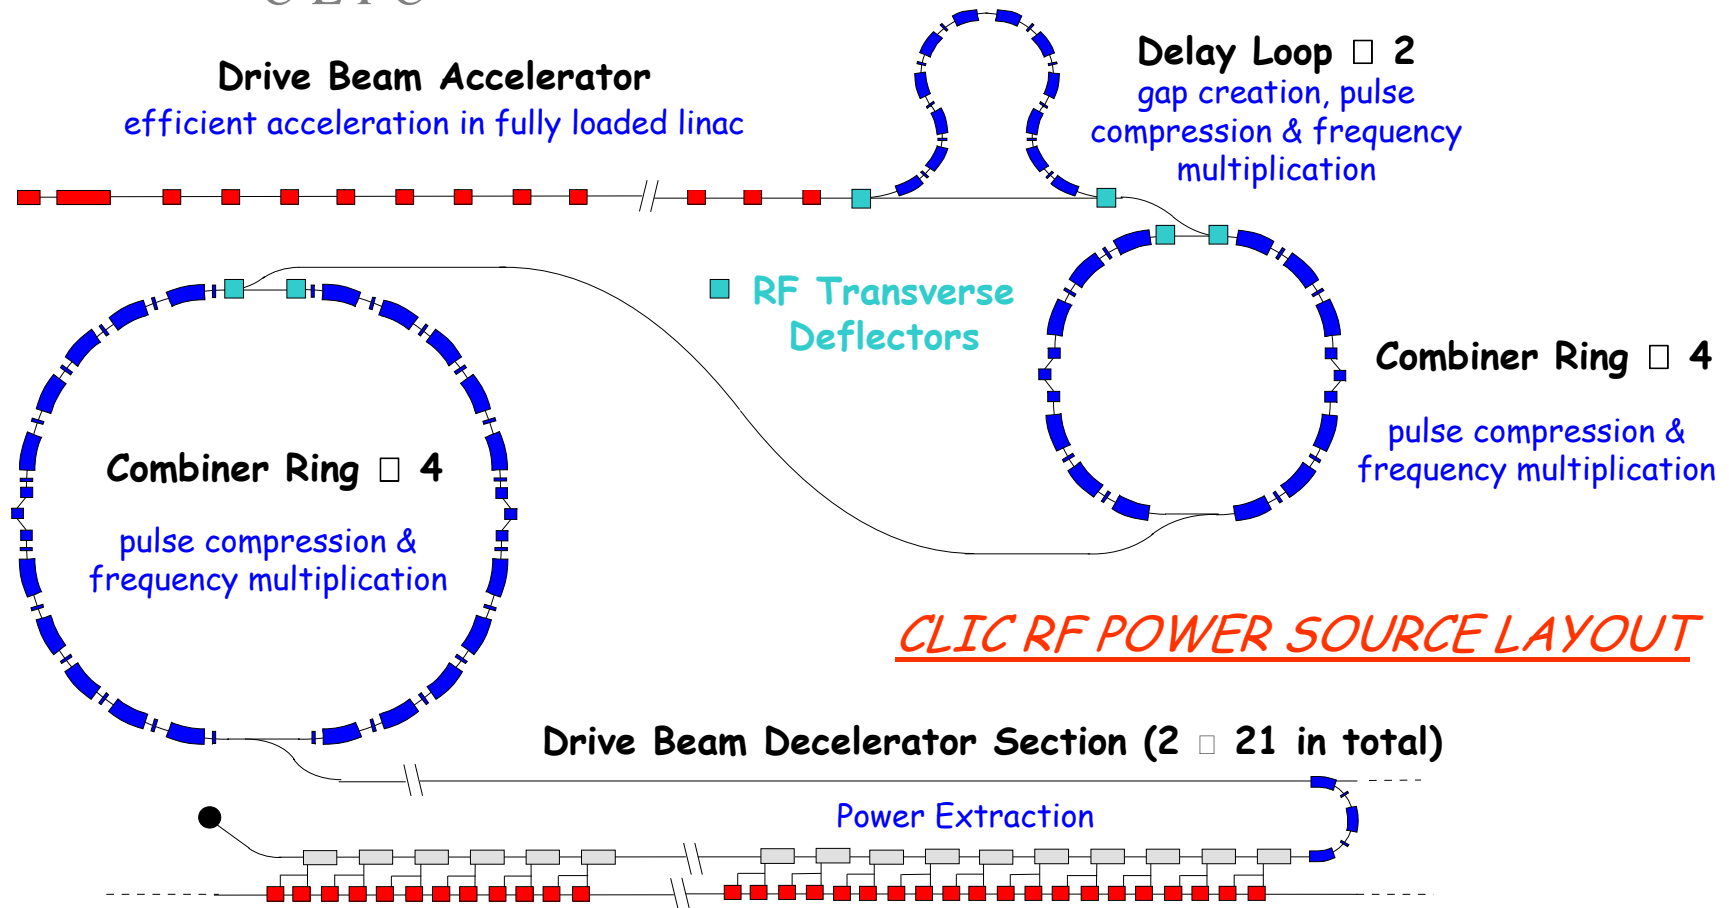 CLIC
Drive Beam Accelerator
efficient acceleration in fully loaded linac
Delay Loop □ 2
gap creation, pulse
compression & frequency
multiplication
RF Transverse
Deflectors
Combiner Ring □ 4
pulse compression &
frequency multiplication
Combiner Ring □ 4
pulse compression &
frequency multiplication
CLIC RF POWER SOURCE LAYOUT
Drive Beam Decelerator Section (2 □ 21 in total)
Power Extraction